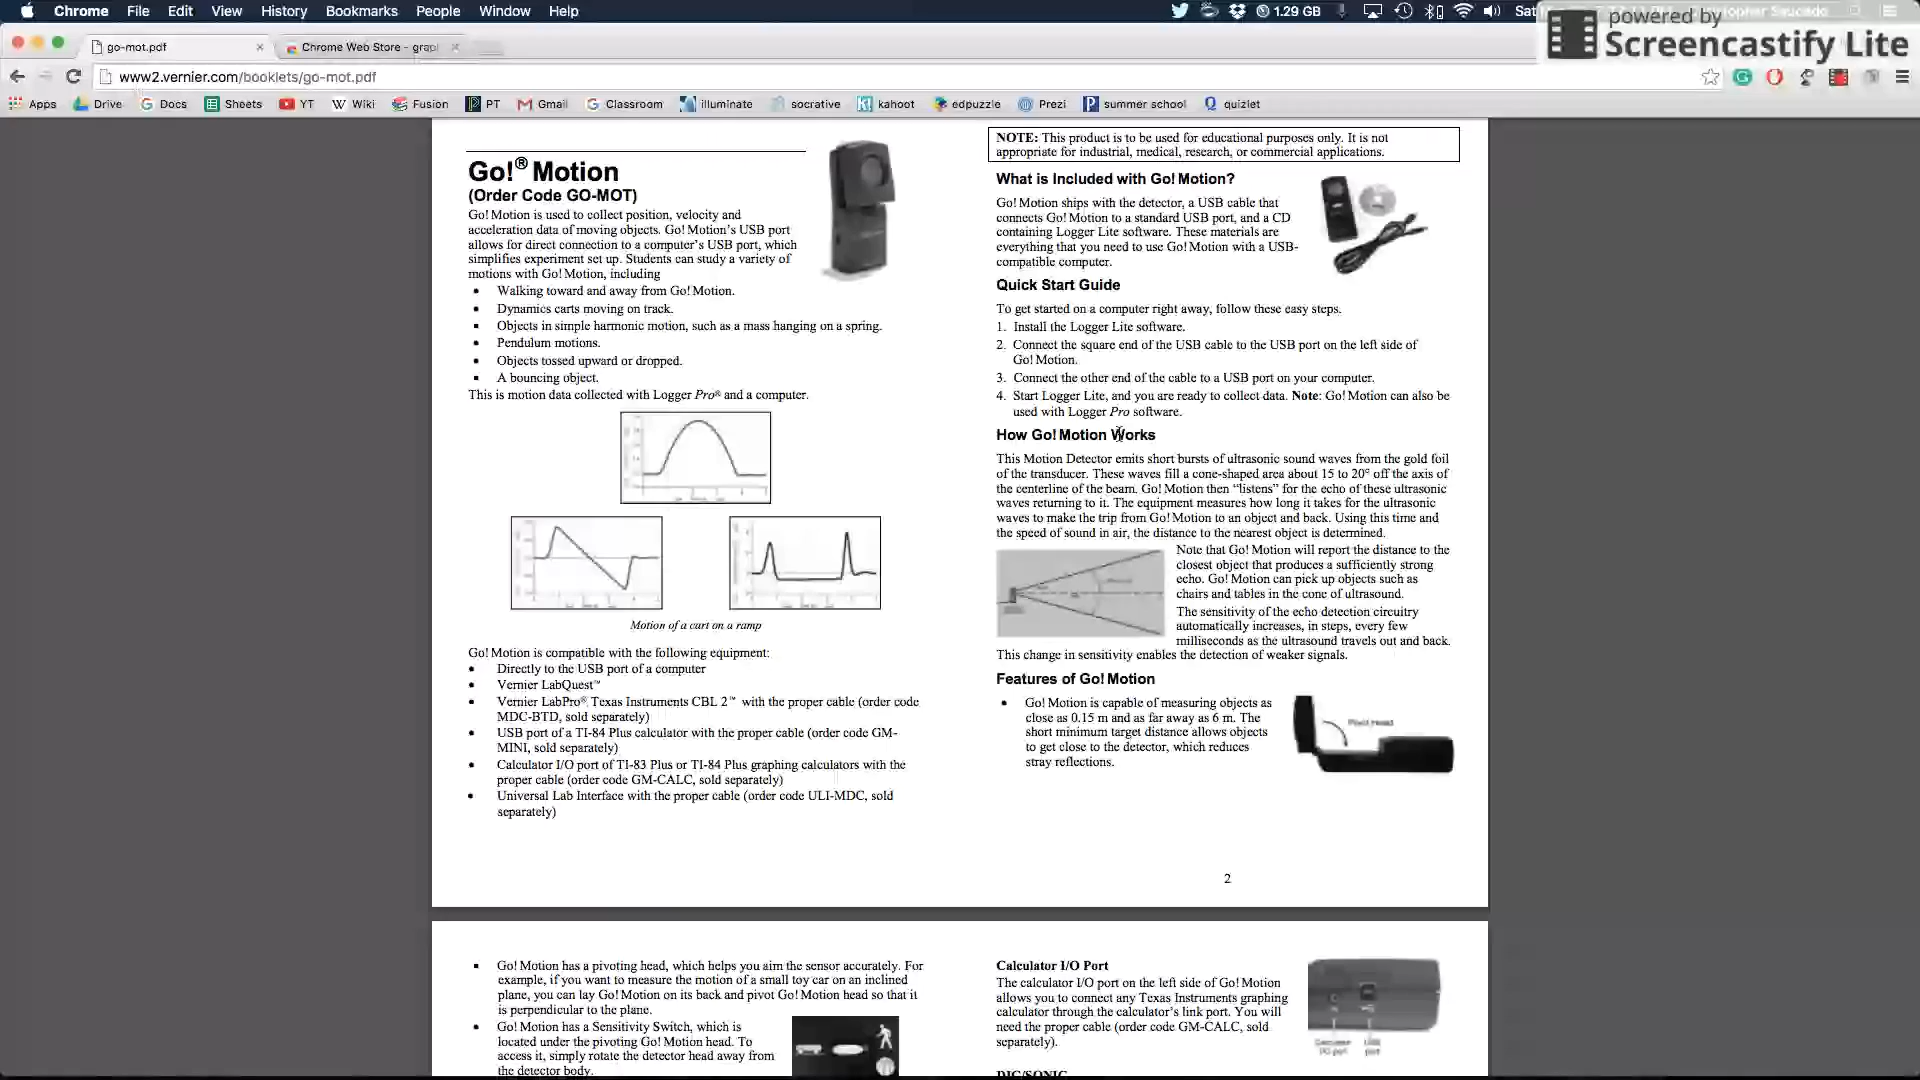 Chrome File Edit View History Bookmarks People Window Help
1.29 GB
Sat
powered by
Screencastify Lite
go-mot.pdf
Chrome Web Store - grap
www2.vernier.com/booklets/go-mot.pdf
Apps Drive Docs Sheets YT Wiki Fusion PT Gmail Classroom illuminate socrative kahoot edpuzzle Prezi summer school quizlet
Go!® Motion
(Order Code GO-MOT)
Go! Motion is used to collect position, velocity and
acceleration data of moving objects. Go! Motion's USB port
allows for direct connection to a computer's USB port, which
simplifies experiment set up. Students can study a variety of
motions with Go! Motion, including
Walking toward and away from Go! Motion.
Dynamics carts moving on track.
Objects in simple harmonic motion, such as a mass hanging on a spring.
Pendulum motions.
Objects tossed upward or dropped.
A bouncing object.
This is motion data collected with Logger Pro® and a computer.
Motion of a cart on a ramp
Go! Motion is compatible with the following equipment:
Directly to the USB port of a computer
Vernier LabQuest™
Vernier LabPro® Texas Instruments CBL 2™ with the proper cable (order code
MDC-BTD, sold separately)
USB port of a TI-84 Plus calculator with the proper cable (order code GM-
MINI, sold separately)
Calculator I/O port of TI-83 Plus or TI-84 Plus graphing calculators with the
proper cable (order code GM-CALC, sold separately)
Universal Lab Interface with the proper cable (order code ULI-MDC, sold
separately)
NOTE: This product is to be used for educational purposes only. It is not
appropriate for industrial, medical, research, or commercial applications.
What is Included with Go! Motion?
Go! Motion ships with the detector, a USB cable that
connects Go! Motion to a standard USB port, and a CD
containing Logger Lite software. These materials are
everything that you need to use Go! Motion with a USB-
compatible computer.
Quick Start Guide
To get started on a computer right away, follow these easy steps.
1. Install the Logger Lite software.
2. Connect the square end of the USB cable to the USB port on the left side of
Go! Motion.
3. Connect the other end of the cable to a USB port on your computer.
4. Start Logger Lite, and you are ready to collect data. Note: Go! Motion can also be
used with Logger Pro software.
How Go! Motion Works
This Motion Detector emits short bursts of ultrasonic sound waves from the gold foil
of the transducer. These waves fill a cone-shaped area about 15 to 20° off the axis of
the centerline of the beam. Go! Motion then “listens” for the echo of these ultrasonic
waves returning to it. The equipment measures how long it takes for the ultrasonic
waves to make the trip from Go! Motion to an object and back. Using this time and
the speed of sound in air, the distance to the nearest object is determined.
Note that Go! Motion will report the distance to the
closest object that produces a sufficiently strong
echo. Go! Motion can pick up objects such as
chairs and tables in the cone of ultrasound.
The sensitivity of the echo detection circuitry
automatically increases, in steps, every few
milliseconds as the ultrasound travels out and back.
This change in sensitivity enables the detection of weaker signals.
Features of Go! Motion
Go! Motion is capable of measuring objects as
close as 0.15 m and as far away as 6 m. The
short minimum target distance allows objects
to get close to the detector, which reduces
stray reflections.
Pivot Head
2
Go! Motion has a pivoting head, which helps you aim the sensor accurately. For
example, if you want to measure the motion of a small toy car on an inclined
plane, you can lay Go! Motion on its back and pivot Go! Motion head so that it
is perpendicular to the plane.
Go! Motion has a Sensitivity Switch, which is
located under the pivoting Go! Motion head. To
access it, simply rotate the detector head away from
the detector body.
Calculator I/O Port
The calculator I/O port on the left side of Go! Motion
allows you to connect any Texas Instruments graphing
calculator through the calculator's link port. You will
need the proper cable (order code GM-CALC, sold
separately).
Calculator
I/O port
USB
port
DIG/SONIC